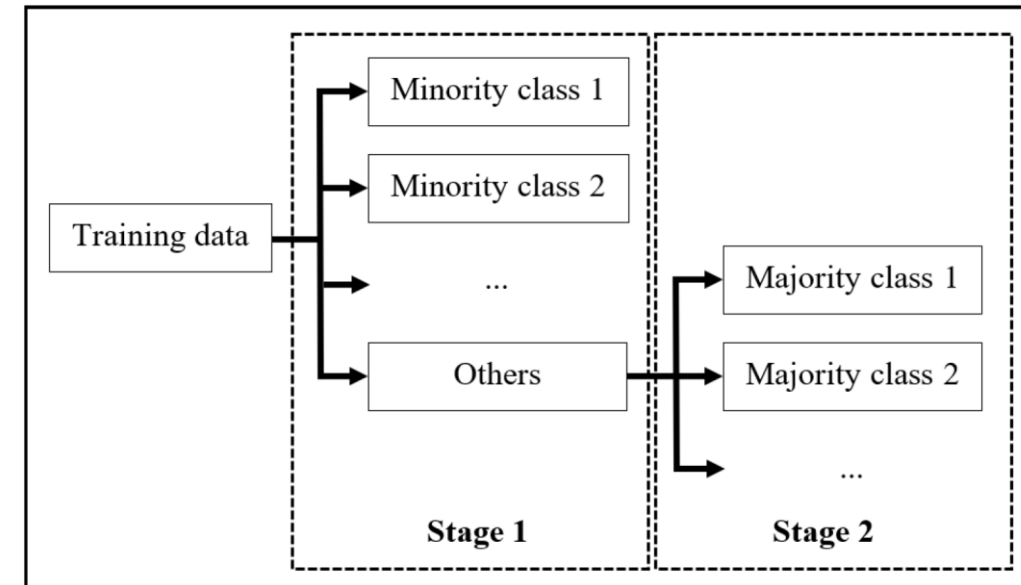 Training data
Minority class 1
Minority class 2
...
Others
Stage 1
Majority class 1
Majority class 2
...
Stage 2